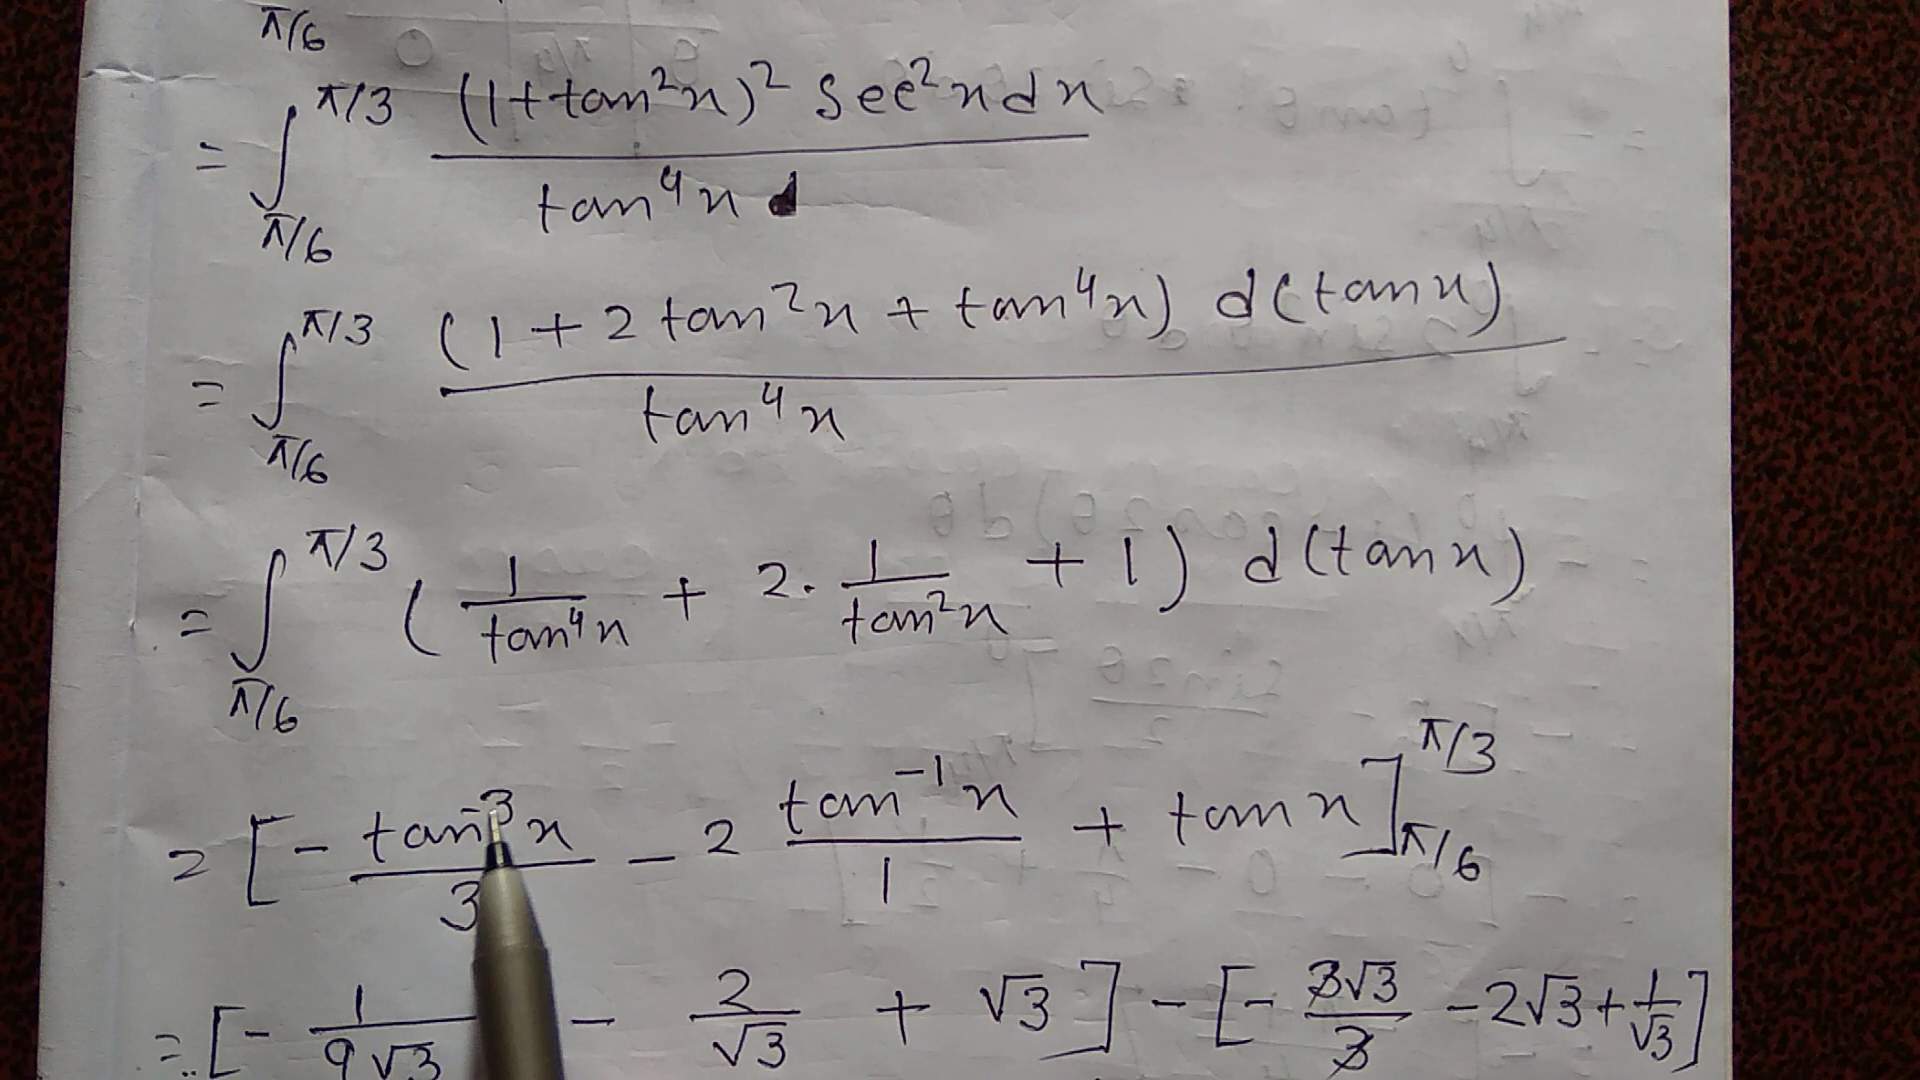 π/6
= ∫_{π/6}^{π/3} (1+tan²x)² sec²x dx / tan⁴x d
= ∫_{π/6}^{π/3} (1 + 2 tan²x + tan⁴x) d(tan x) / tan⁴x
= ∫_{π/6}^{π/3} ( 1/tan⁴x + 2. 1/tan²x + 1) d(tan x)
= [- tan⁻³x / 3 - 2 tan⁻¹x / 1 + tan x]_{π/6}^{π/3}
= [- 1/9√3 - 2/√3 + √3 ] - [- 3√3/3 - 2√3 + 1/√3 ]